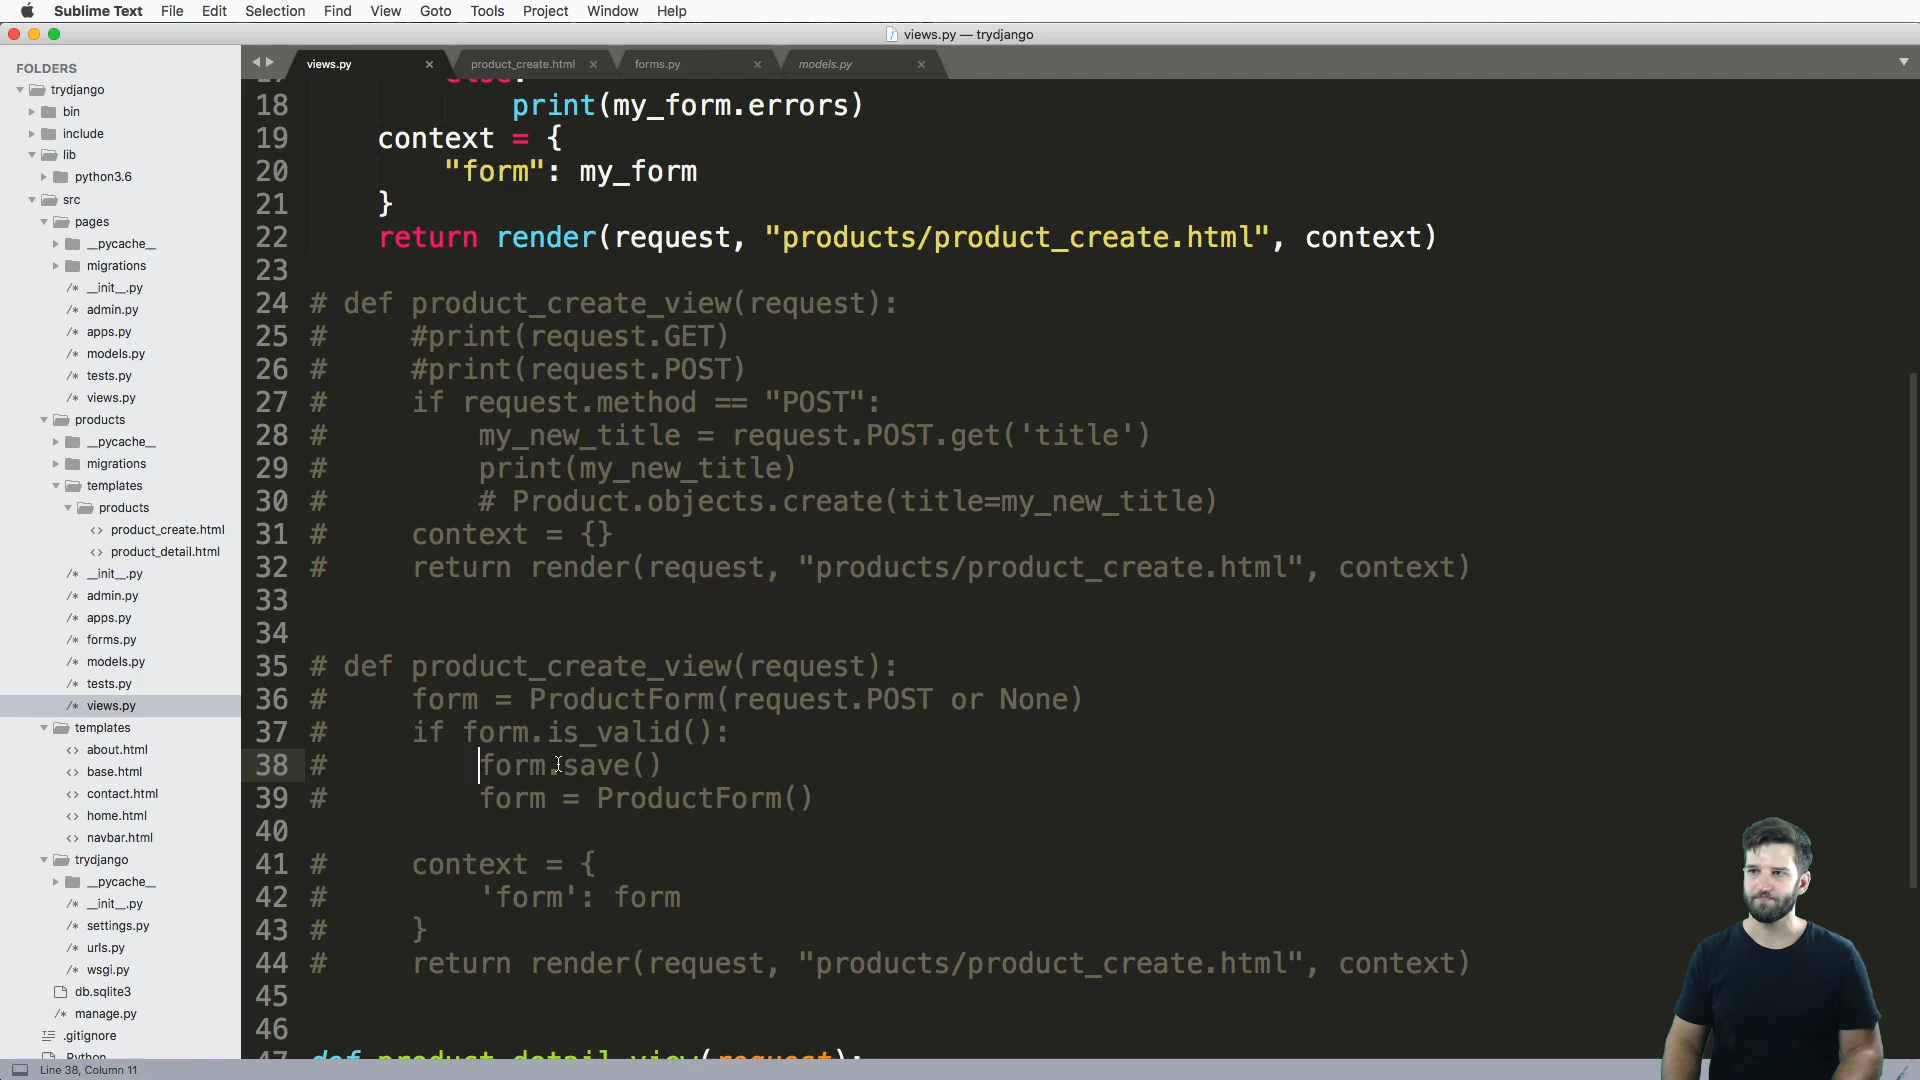 Sublime Text File Edit Selection Find View Goto Tools Project Window Help
views.py — trydjango
FOLDERS
trydjango
bin
include
lib
python3.6
src
pages
__pycache__
migrations
__init__.py
admin.py
apps.py
models.py
tests.py
views.py
products
__pycache__
migrations
templates
products
product_create.html
product_detail.html
__init__.py
admin.py
apps.py
forms.py
models.py
tests.py
views.py
templates
about.html
base.html
contact.html
home.html
navbar.html
trydjango
__pycache__
__init__.py
settings.py
urls.py
wsgi.py
db.sqlite3
manage.py
.gitignore
.Python
views.py product_create.html forms.py models.py
17 else:
18 print(my_form.errors)
19 context = {
20 "form": my_form
21 }
22 return render(request, "products/product_create.html", context)
23
24 # def product_create_view(request):
25 # #print(request.GET)
26 # #print(request.POST)
27 # if request.method == "POST":
28 # my_new_title = request.POST.get('title')
29 # print(my_new_title)
30 # # Product.objects.create(title=my_new_title)
31 # context = {}
32 # return render(request, "products/product_create.html", context)
33
34
35 # def product_create_view(request):
36 # form = ProductForm(request.POST or None)
37 # if form.is_valid():
38 # form.save()
39 # form = ProductForm()
40
41 # context = {
42 # 'form': form
43 # }
44 # return render(request, "products/product_create.html", context)
45
46
47 def product_detail_view(request):
Line 38, Column 11